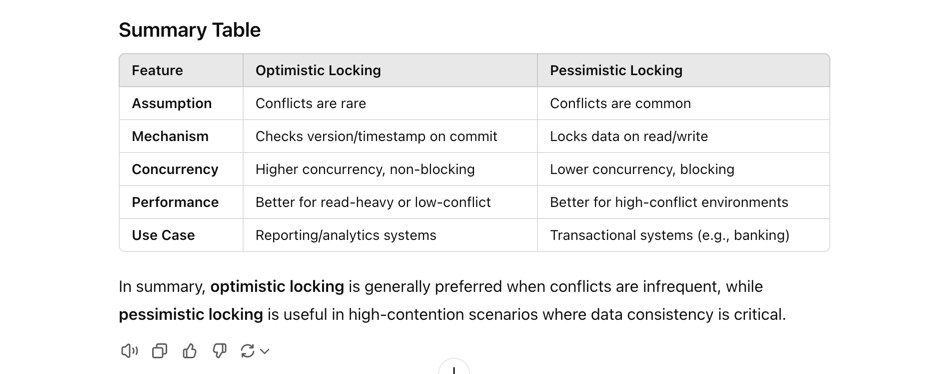 Summary Table
Feature Optimistic Locking Pessimistic Locking
Assumption Conflicts are rare Conflicts are common
Mechanism Checks version/timestamp on commit Locks data on read/write
Concurrency Higher concurrency, non-blocking Lower concurrency, blocking
Performance Better for read-heavy or low-conflict Better for high-conflict environments
Use Case Reporting/analytics systems Transactional systems (e.g., banking)
In summary, optimistic locking is generally preferred when conflicts are infrequent, while
pessimistic locking is useful in high-contention scenarios where data consistency is critical.